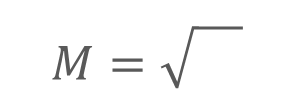 M = √